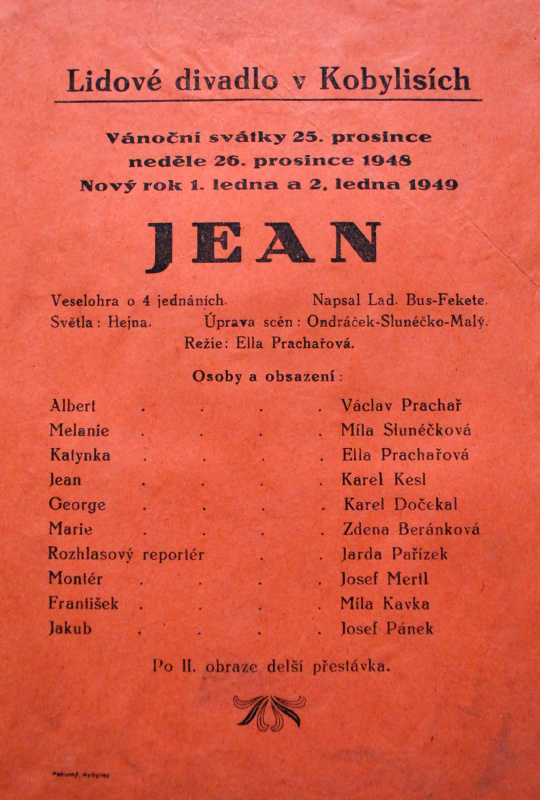 Lidové divadlo v Kobylisích
Vánoční svátky 25. prosince
neděle 26. prosince 1948
Nový rok 1. ledna a 2. ledna 1949
JEAN
Veselohra o 4 jednáních. Napsal Lad. Bus-Fekete.
Světla: Hejna. Úprava scén: Ondráček-Slunéčko-Malý.
Režie: Ella Prachařová.
Osoby a obsazení:
Albert . . . . Václav Prachař
Melanie . . . . Míla Slunéčková
Katynka . . . . Ella Prachařová
Jean . . . . Karel Kesl
George . . . . Karel Dočekal
Marie . . . . Zdena Beránková
Rozhlasový reportér . . Jarda Pařízek
Montér . . . . Josef Mertl
František . . . . Míla Kavka
Jakub . . . . Josef Pánek
Po II. obraze delší přestávka.